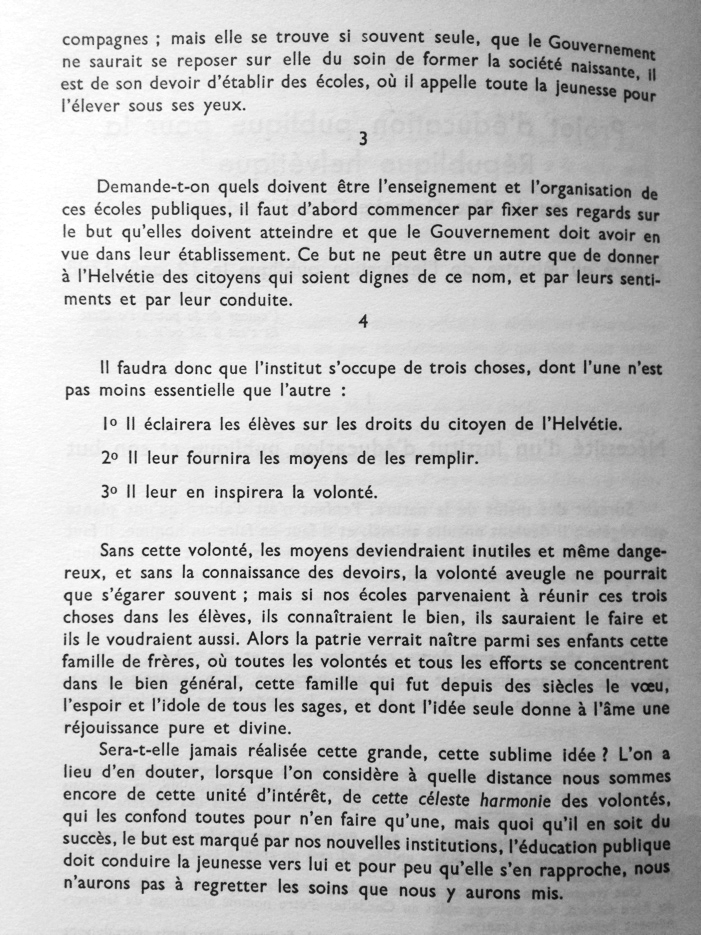 compagnes ; mais elle se trouve si souvent seule, que le Gouvernement
ne saurait se reposer sur elle du soin de former la société naissante, il
est de son devoir d'établir des écoles, où il appelle toute la jeunesse pour
l'élever sous ses yeux.
3
Demande-t-on quels doivent être l'enseignement et l'organisation de
ces écoles publiques, il faut d'abord commencer par fixer ses regards sur
le but qu'elles doivent atteindre et que le Gouvernement doit avoir en
vue dans leur établissement. Ce but ne peut être un autre que de donner
à l'Helvétie des citoyens qui soient dignes de ce nom, et par leurs senti-
ments et par leur conduite.
4
Il faudra donc que l'institut s'occupe de trois choses, dont l'une n'est
pas moins essentielle que l'autre :
1º Il éclairera les élèves sur les droits du citoyen de l'Helvétie.
2º Il leur fournira les moyens de les remplir.
3º Il leur en inspirera la volonté.
Sans cette volonté, les moyens deviendraient inutiles et même dange-
reux, et sans la connaissance des devoirs, la volonté aveugle ne pourrait
que s'égarer souvent ; mais si nos écoles parvenaient à réunir ces trois
choses dans les élèves, ils connaîtraient le bien, ils sauraient le faire et
ils le voudraient aussi. Alors la patrie verrait naître parmi ses enfants cette
famille de frères, où toutes les volontés et tous les efforts se concentrent
dans le bien général, cette famille qui fut depuis des siècles le vœu,
l'espoir et l'idole de tous les sages, et dont l'idée seule donne à l'âme une
réjouissance pure et divine.
Sera-t-elle jamais réalisée cette grande, cette sublime idée ? L'on a
lieu d'en douter, lorsque l'on considère à quelle distance nous sommes
encore de cette unité d'intérêt, de cette céleste harmonie des volontés,
qui les confond toutes pour n'en faire qu'une, mais quoi qu'il en soit du
succès, le but est marqué par nos nouvelles institutions, l'éducation publique
doit conduire la jeunesse vers lui et pour peu qu'elle s'en rapproche, nous
n'aurons pas à regretter les soins que nous y aurons mis.